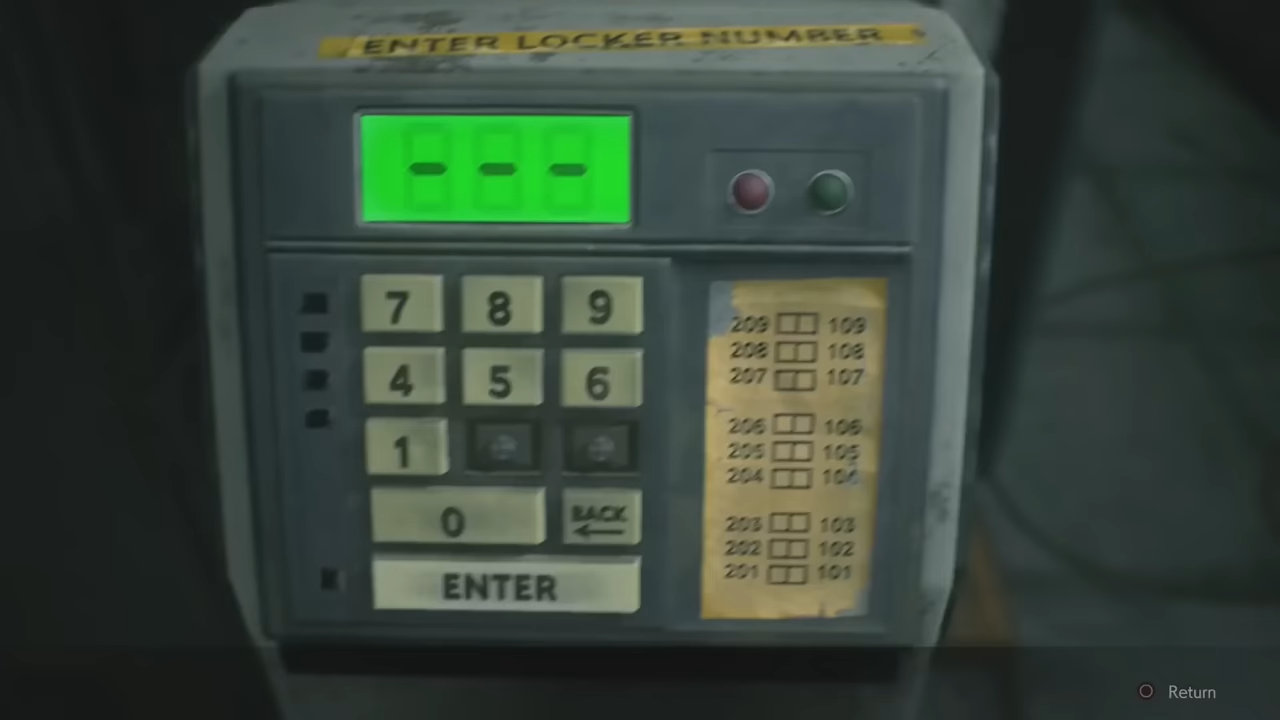 ENTER LOCKER NUMBER
- - -
7 8 9
4 5 6
1
0 BACK
ENTER
209 109
208 108
207 107
206 106
205 105
204 104
203 103
202 102
201 101
Return